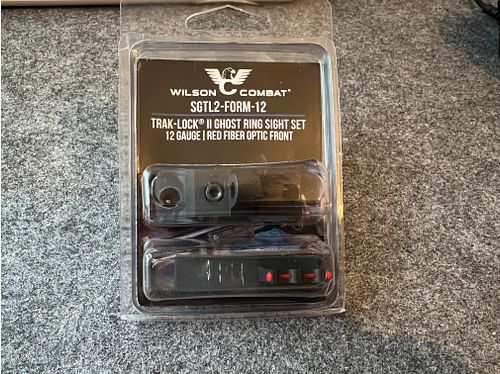 WILSON COMBAT®
SGTL2-FORM-12
TRAK-LOCK® II GHOST RING SIGHT SET
12 GAUGE | RED FIBER OPTIC FRONT